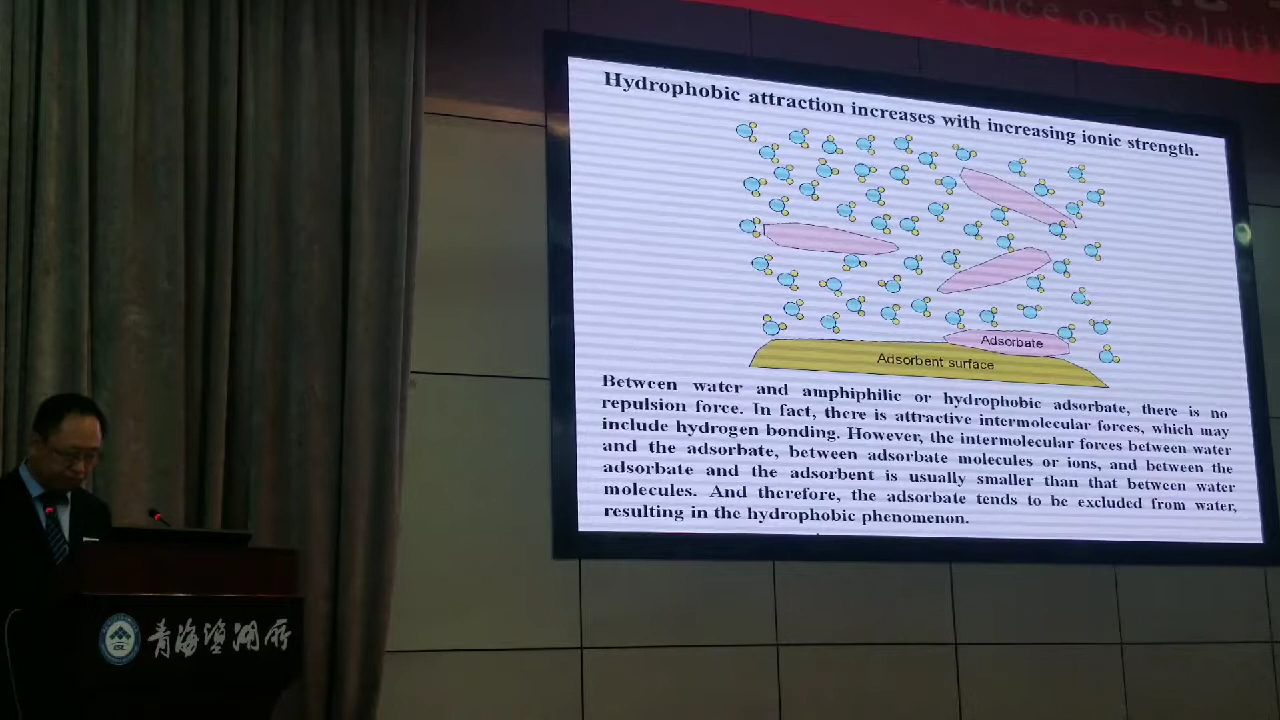 ence on Soluti
Hydrophobic attraction increases with increasing ionic strength.
Adsorbate
Adsorbent surface
Between water and amphiphilic or hydrophobic adsorbate, there is no
repulsion force. In fact, there is attractive intermolecular forces, which may
include hydrogen bonding. However, the intermolecular forces between water
and the adsorbate, between adsorbate molecules or ions, and between the
adsorbate and the adsorbent is usually smaller than that between water
molecules. And therefore, the adsorbate tends to be excluded from water,
resulting in the hydrophobic phenomenon.
青海盐湖所
ISL